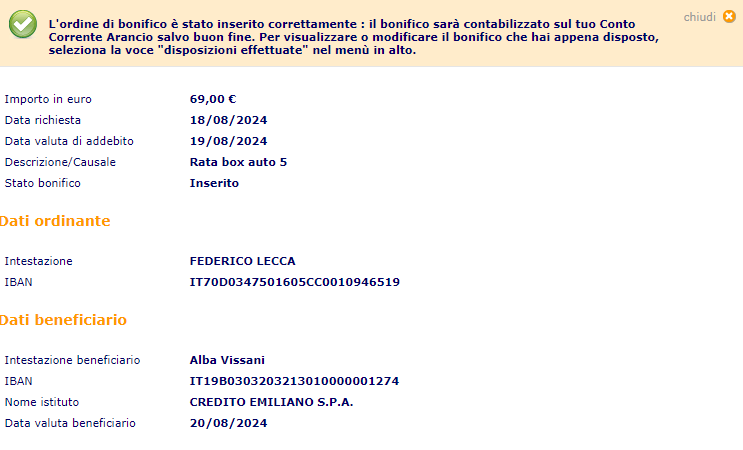 L'ordine di bonifico è stato inserito correttamente : il bonifico sarà contabilizzato sul tuo Conto
Corrente Arancio salvo buon fine. Per visualizzare o modificare il bonifico che hai appena disposto,
seleziona la voce "disposizioni effettuate" nel menù in alto.
chiudi
Importo in euro 69,00 €
Data richiesta 18/08/2024
Data valuta di addebito 19/08/2024
Descrizione/Causale Rata box auto 5
Stato bonifico Inserito
Dati ordinante
Intestazione FEDERICO LECCA
IBAN IT70D0347501605CC0010946519
Dati beneficiario
Intestazione beneficiario Alba Vissani
IBAN IT19B0303203213010000001274
Nome istituto CREDITO EMILIANO S.P.A.
Data valuta beneficiario 20/08/2024